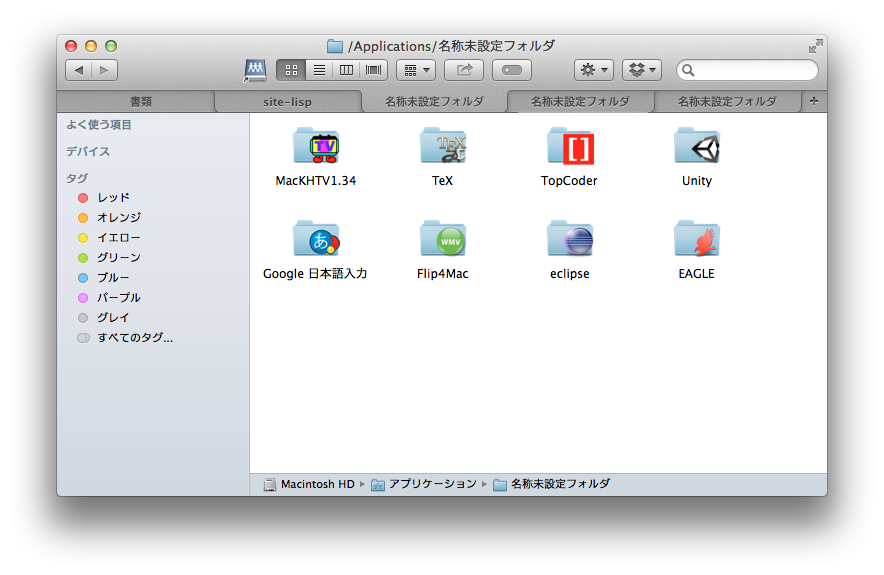 /Applications/名称未設定フォルダ
書類
site-lisp
名称未設定フォルダ
名称未設定フォルダ
名称未設定フォルダ
+
よく使う項目
デバイス
タグ
レッド
オレンジ
イエロー
グリーン
ブルー
パープル
グレイ
すべてのタグ...
TV
MacKHTV1.34
TeX
TeX
[]
TopCoder
Unity
あ
Google 日本語入力
WMV
Flip4Mac
eclipse
EAGLE
Macintosh HD ▸ アプリケーション ▸ 名称未設定フォルダ